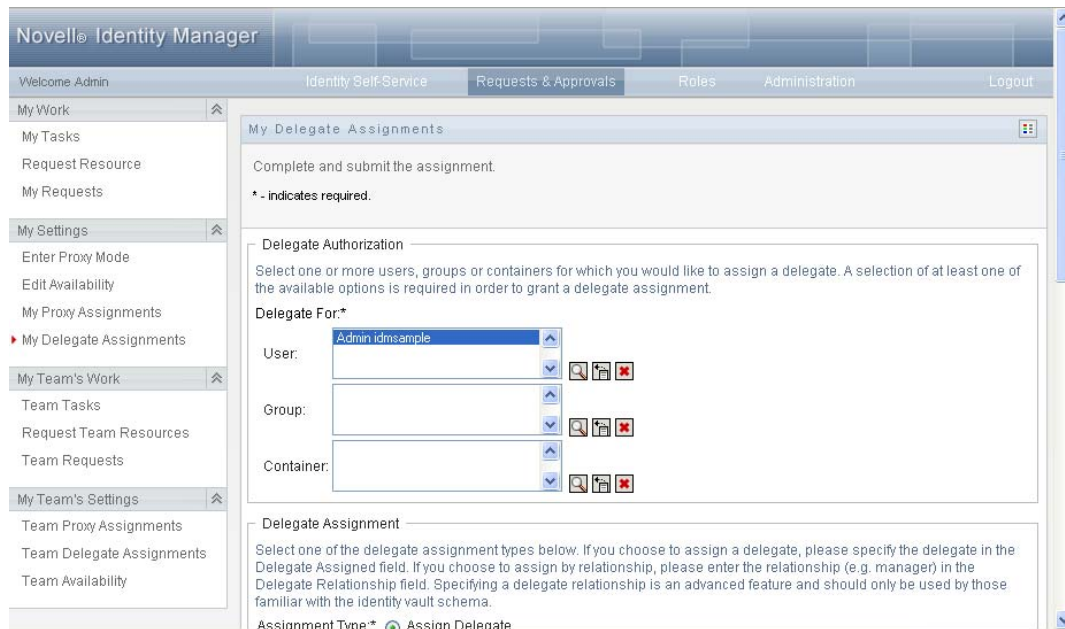 Novell® Identity Manager
Welcome Admin
Identity Self-Service
Requests & Approvals
Roles
Administration
Logout
My Work
My Tasks
Request Resource
My Requests
My Settings
Enter Proxy Mode
Edit Availability
My Proxy Assignments
My Delegate Assignments
My Team's Work
Team Tasks
Request Team Resources
Team Requests
My Team's Settings
Team Proxy Assignments
Team Delegate Assignments
Team Availability
My Delegate Assignments
Complete and submit the assignment.
* - indicates required.
Delegate Authorization
Select one or more users, groups or containers for which you would like to assign a delegate. A selection of at least one of
the available options is required in order to grant a delegate assignment.
Delegate For:*
User:
Admin idmsample
Group:
Container:
Delegate Assignment
Select one of the delegate assignment types below. If you choose to assign a delegate, please specify the delegate in the
Delegate Assigned field. If you choose to assign by relationship, please enter the relationship (e.g. manager) in the
Delegate Relationship field. Specifying a delegate relationship is an advanced feature and should only be used by those
familiar with the identity vault schema.
Assignment Type:* Assign Delegate